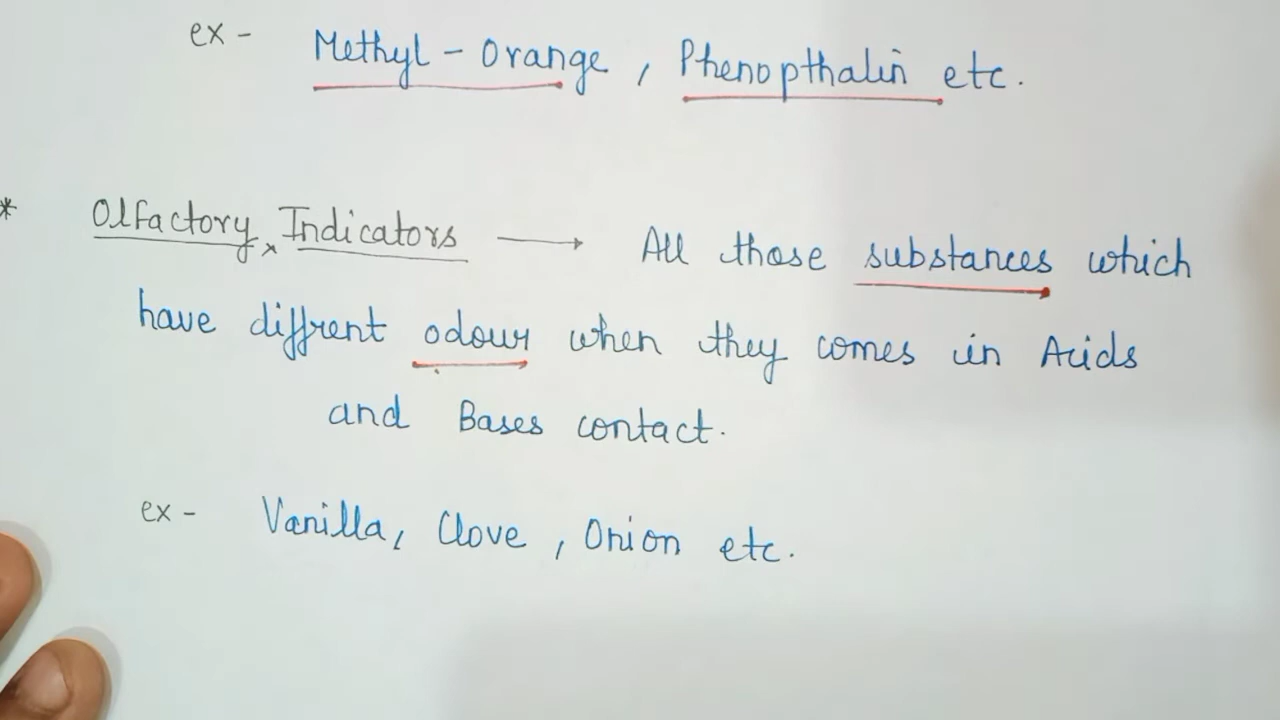 ex - Methyl - Orange , Phenopthalin etc.
* Olfactory Indicators → All those substances which
have diffrent odour when they comes in Acids
and Bases contact.
ex - Vanilla, Clove , Onion etc.